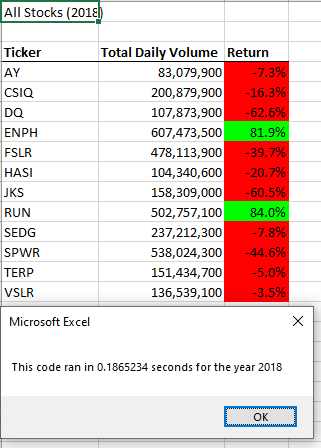 All Stocks (2018)
Ticker Total Daily Volume Return
AY 83,079,900 -7.3%
CSIQ 200,879,900 -16.3%
DQ 107,873,900 -62.6%
ENPH 607,473,500 81.9%
FSLR 478,113,900 -39.7%
HASI 104,340,600 -20.7%
JKS 158,309,000 -60.5%
RUN 502,757,100 84.0%
SEDG 237,212,300 -7.8%
SPWR 538,024,300 -44.6%
TERP 151,434,700 -5.0%
VSLR 136,539,100 -3.5%
Microsoft Excel
This code ran in 0.1865234 seconds for the year 2018
OK